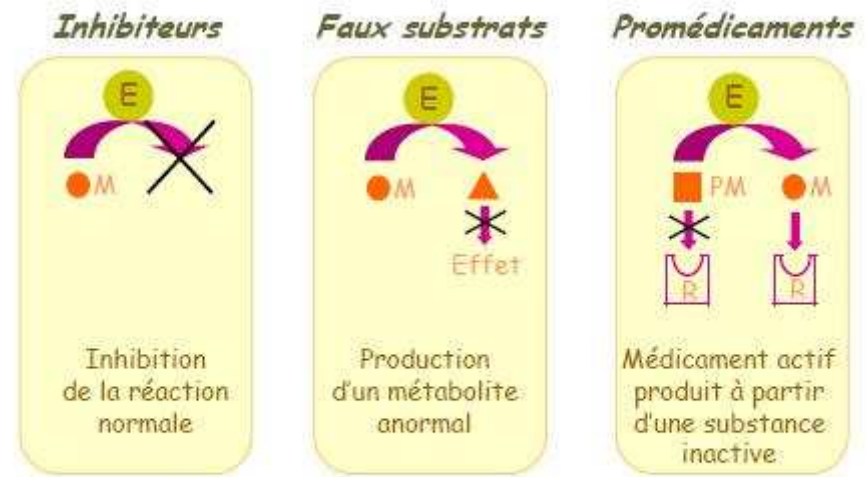 Inhibiteurs
E
M
Inhibition
de la réaction
normale
Faux substrats
E
M
Effet
Production
d'un métabolite
anormal
Promédicaments
E
PM M
R R
Médicament actif
produit à partir
d'une substance
inactive